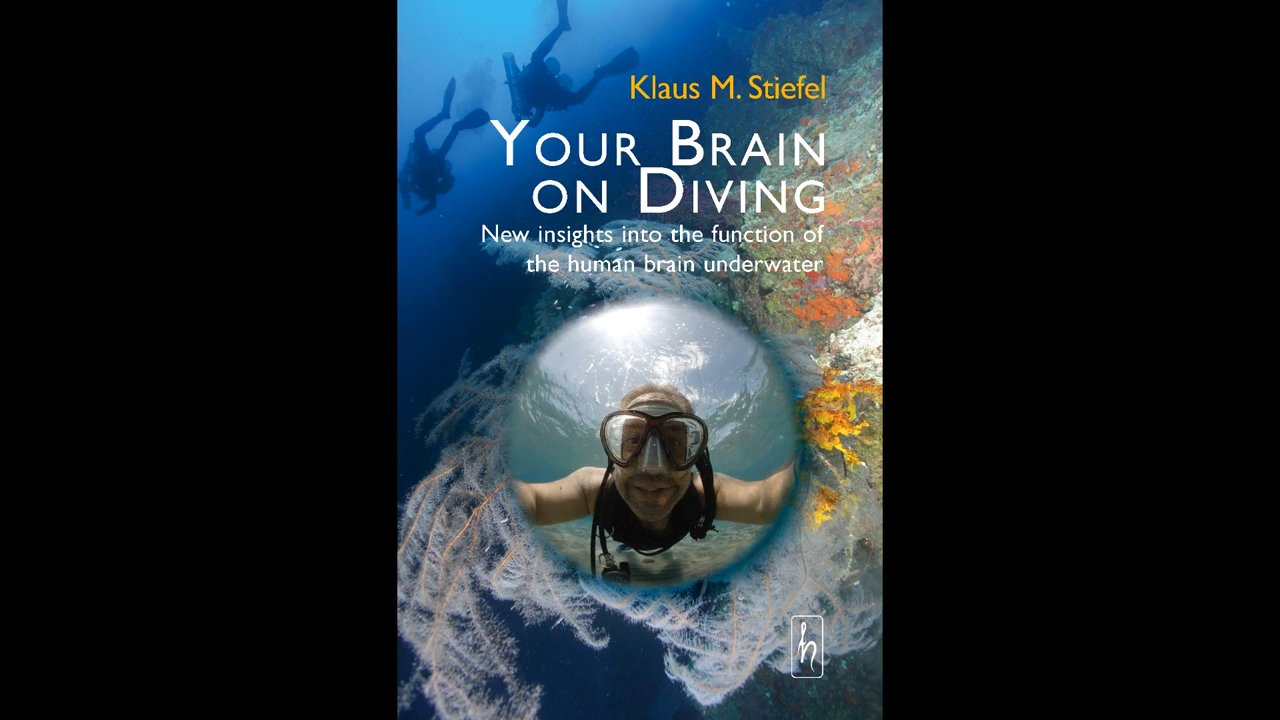 Klaus M. Stiefel
YOUR BRAIN
ON DIVING
New insights into the function of
the human brain underwater
h